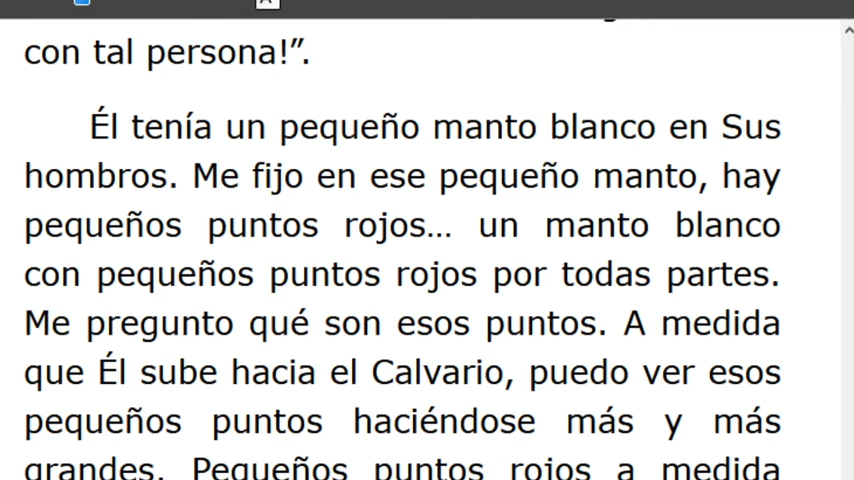 con tal persona!”.
Él tenía un pequeño manto blanco en Sus
hombros. Me fijo en ese pequeño manto, hay
pequeños puntos rojos… un manto blanco
con pequeños puntos rojos por todas partes.
Me pregunto qué son esos puntos. A medida
que Él sube hacia el Calvario, puedo ver esos
pequeños puntos haciéndose más y más
grandes. Pequeños puntos rojos a medida